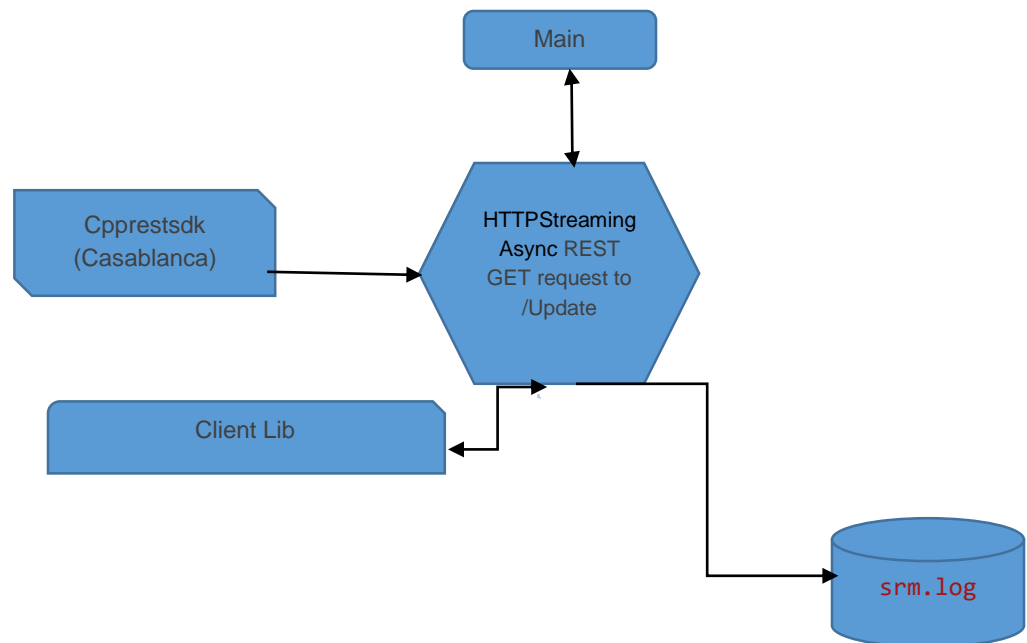 Main
Cpprestsdk
(Casablanca)
HTTPStreaming
Async REST
GET request to
/Update
Client Lib
srm.log